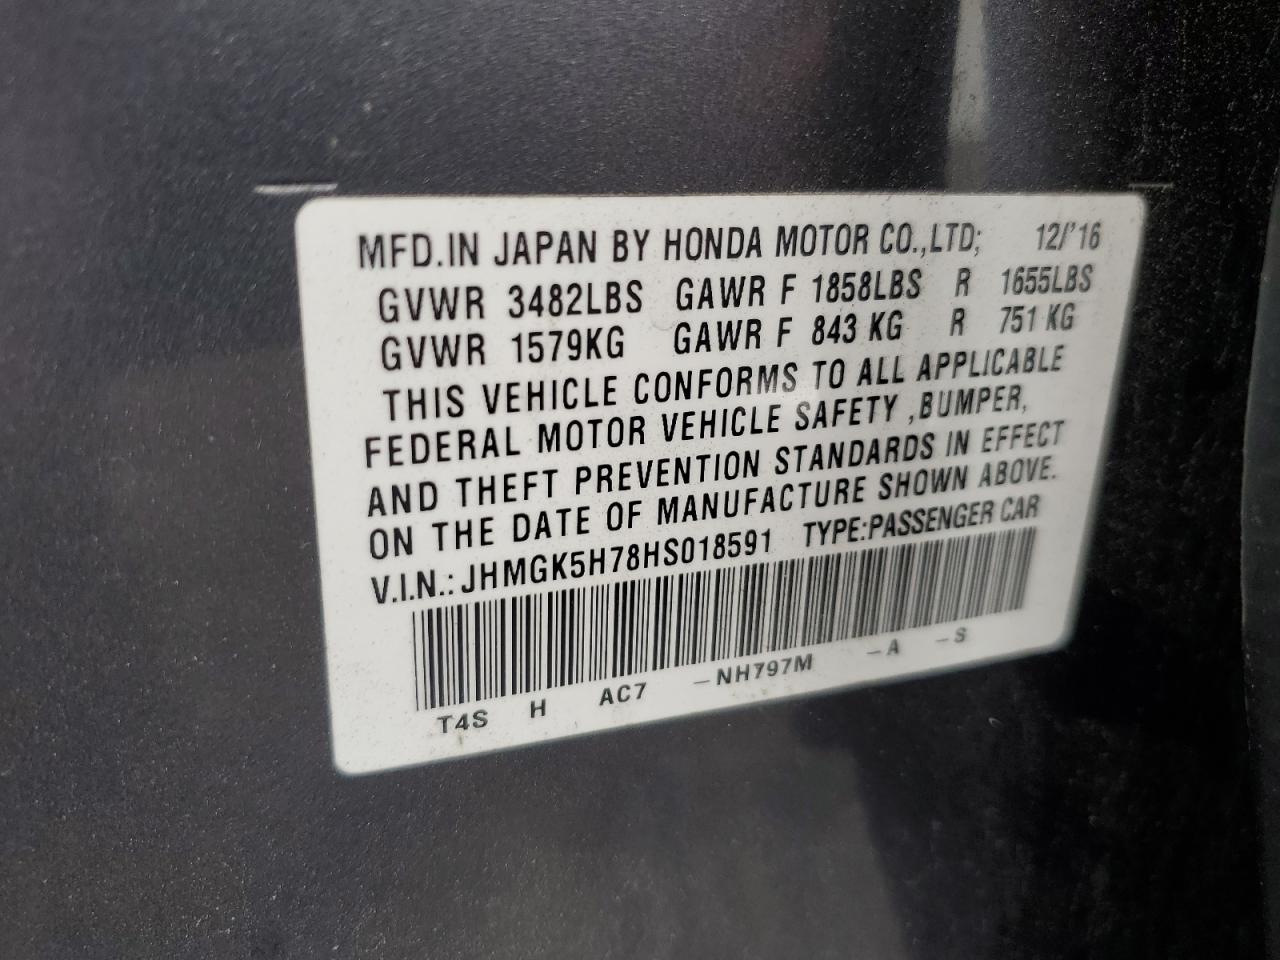 MFD.IN JAPAN BY HONDA MOTOR CO.,LTD; 12/'16
GVWR 3482LBS GAWR F 1858LBS R 1655LBS
GVWR 1579KG GAWR F 843 KG R 751 KG
THIS VEHICLE CONFORMS TO ALL APPLICABLE
FEDERAL MOTOR VEHICLE SAFETY ,BUMPER,
AND THEFT PREVENTION STANDARDS IN EFFECT
ON THE DATE OF MANUFACTURE SHOWN ABOVE.
V.I.N.: JHMGK5H78HS018591 TYPE:PASSENGER CAR
T4S H AC7 -NH797M -A -S